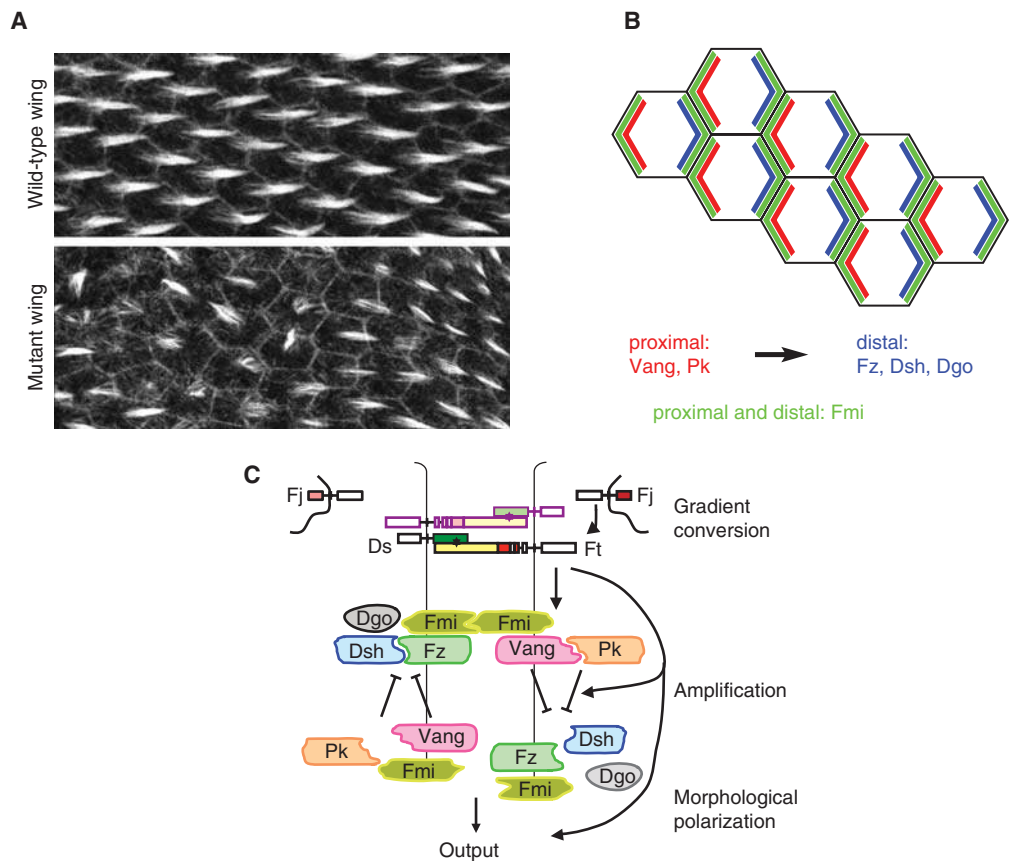 A
Wild-type wing
Mutant wing
B
proximal:
Vang, Pk
distal:
Fz, Dsh, Dgo
proximal and distal: Fmi
C
Fj
Fj
Gradient
conversion
Ds
Ft
Dgo
Fmi
Fmi
Dsh
Fz
Vang
Pk
Amplification
Pk
Vang
Fmi
Fz
Dsh
Fmi
Dgo
Morphological
polarization
Output